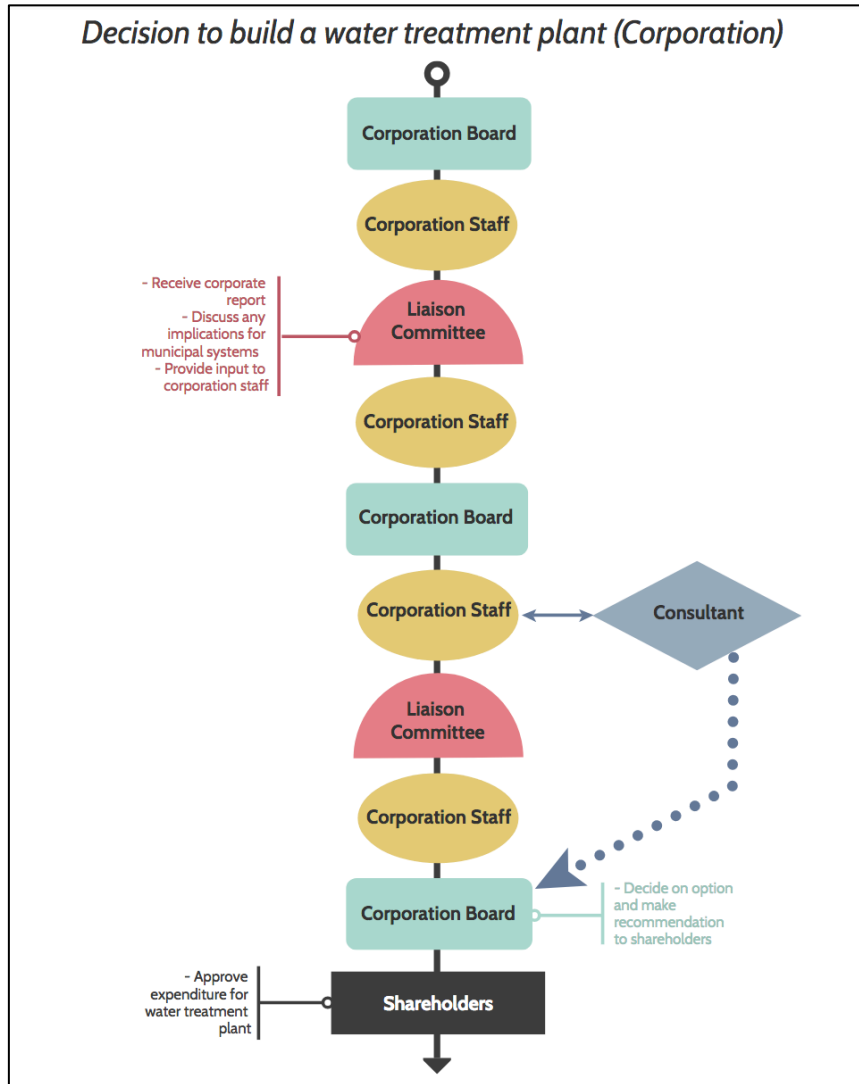 Decision to build a water treatment plant (Corporation)
Corporation Board
Corporation Staff
- Receive corporate
report
- Discuss any
implications for
municipal systems
- Provide input to
corporation staff
Liaison
Committee
Corporation Staff
Corporation Board
Corporation Staff
Consultant
Liaison
Committee
Corporation Staff
Corporation Board
- Decide on option
and make
recommendation
to shareholders
- Approve
expenditure for
water treatment
plant
Shareholders